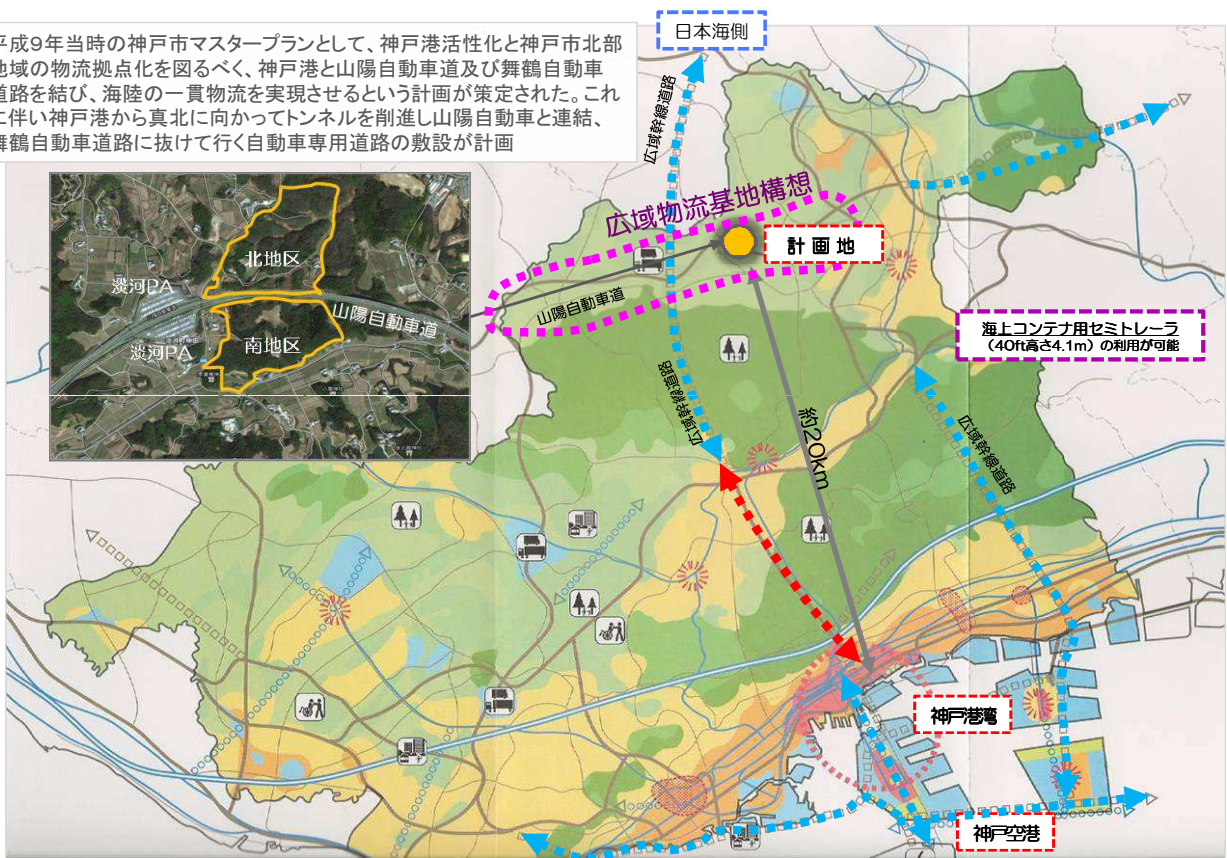 平成9年当時の神戸市マスタープランとして、神戸港活性化と神戸市北部
地域の物流拠点化を図るべく、神戸港と山陽自動車道及び舞鶴自動車
道路を結び、海陸の一貫物流を実現させるという計画が策定された。これ
に伴い神戸港から真北に向かってトンネルを削進し山陽自動車と連結、
舞鶴自動車道路に抜けて行く自動車専用道路の敷設が計画
日本海側
広域幹線道路
広域物流基地構想
計画地
山陽自動車道
北地区
淡河PA
山陽自動車道
淡河PA
南地区
海上コンテナ用セミトレーラ
（40ft高さ4.1m）の利用が可能
広域幹線道路
約20km
広域幹線道路
神戸港湾
神戸空港